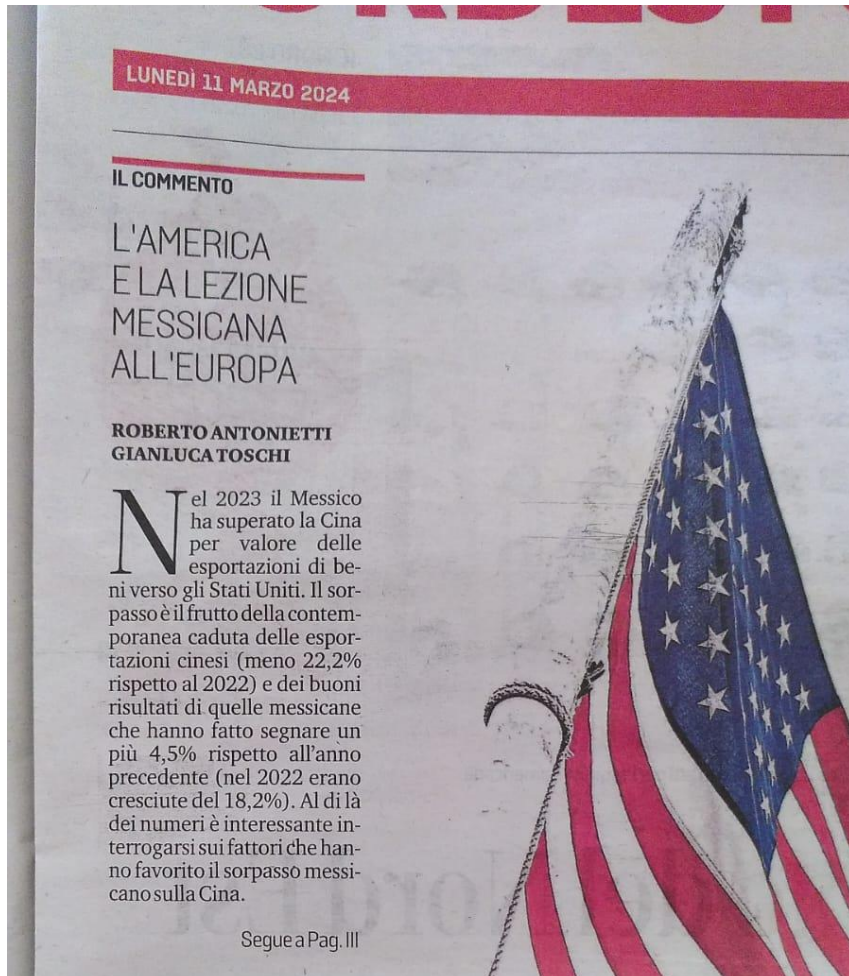 LUNEDÌ 11 MARZO 2024
IL COMMENTO
L'AMERICA
E LA LEZIONE
MESSICANA
ALL'EUROPA
ROBERTO ANTONIETTI
GIANLUCA TOSCHI
Nel 2023 il Messico
ha superato la Cina
per valore delle
esportazioni di be-
ni verso gli Stati Uniti. Il sor-
passo è il frutto della contem-
poranea caduta delle espor-
tazioni cinesi (meno 22,2%
rispetto al 2022) e dei buoni
risultati di quelle messicane
che hanno fatto segnare un
più 4,5% rispetto all'anno
precedente (nel 2022 erano
cresciute del 18,2%). Al di là
dei numeri è interessante in-
terrogarsi sui fattori che han-
no favorito il sorpasso messi-
cano sulla Cina.
Segue a Pag. III